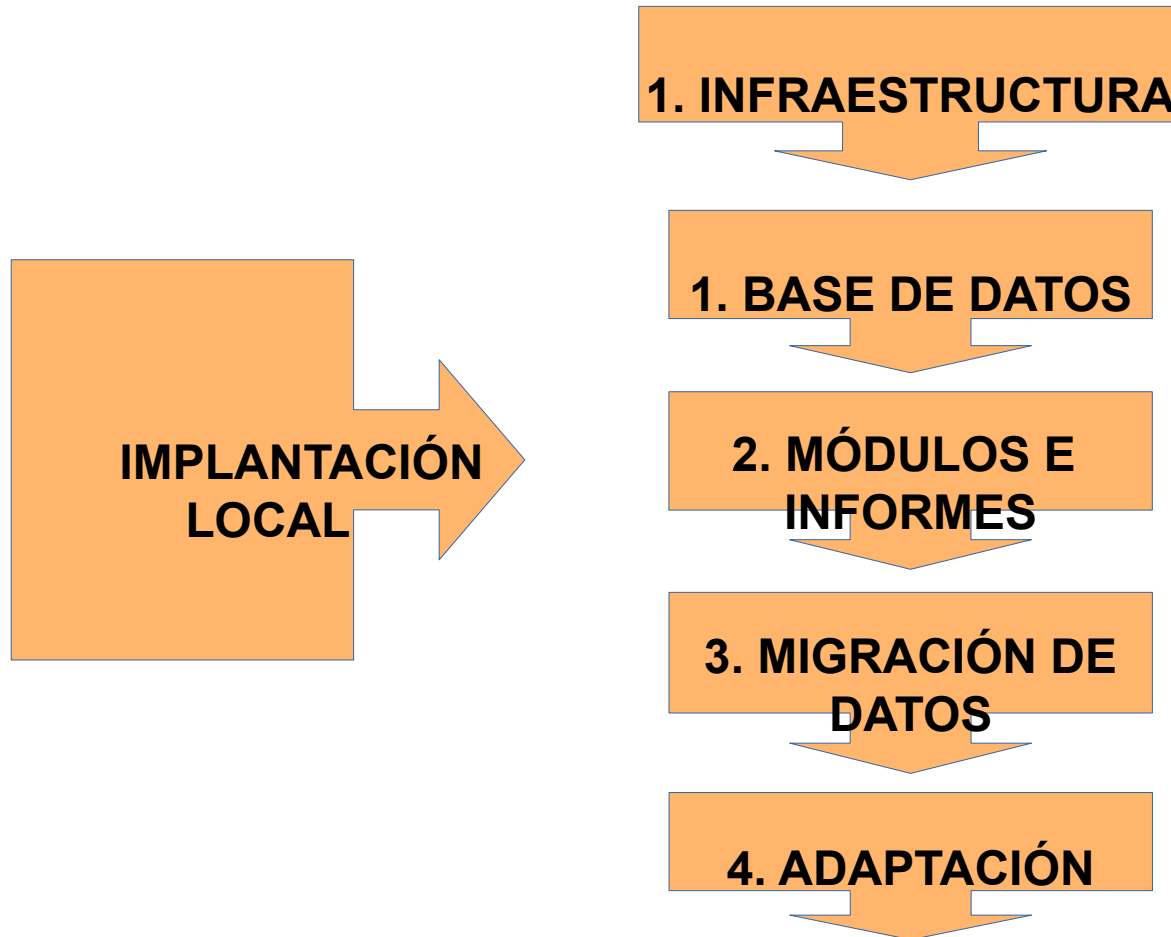 1. INFRAESTRUCTURA
1. BASE DE DATOS
IMPLANTACIÓN
LOCAL
2. MÓDULOS E
INFORMES
3. MIGRACIÓN DE
DATOS
4. ADAPTACIÓN